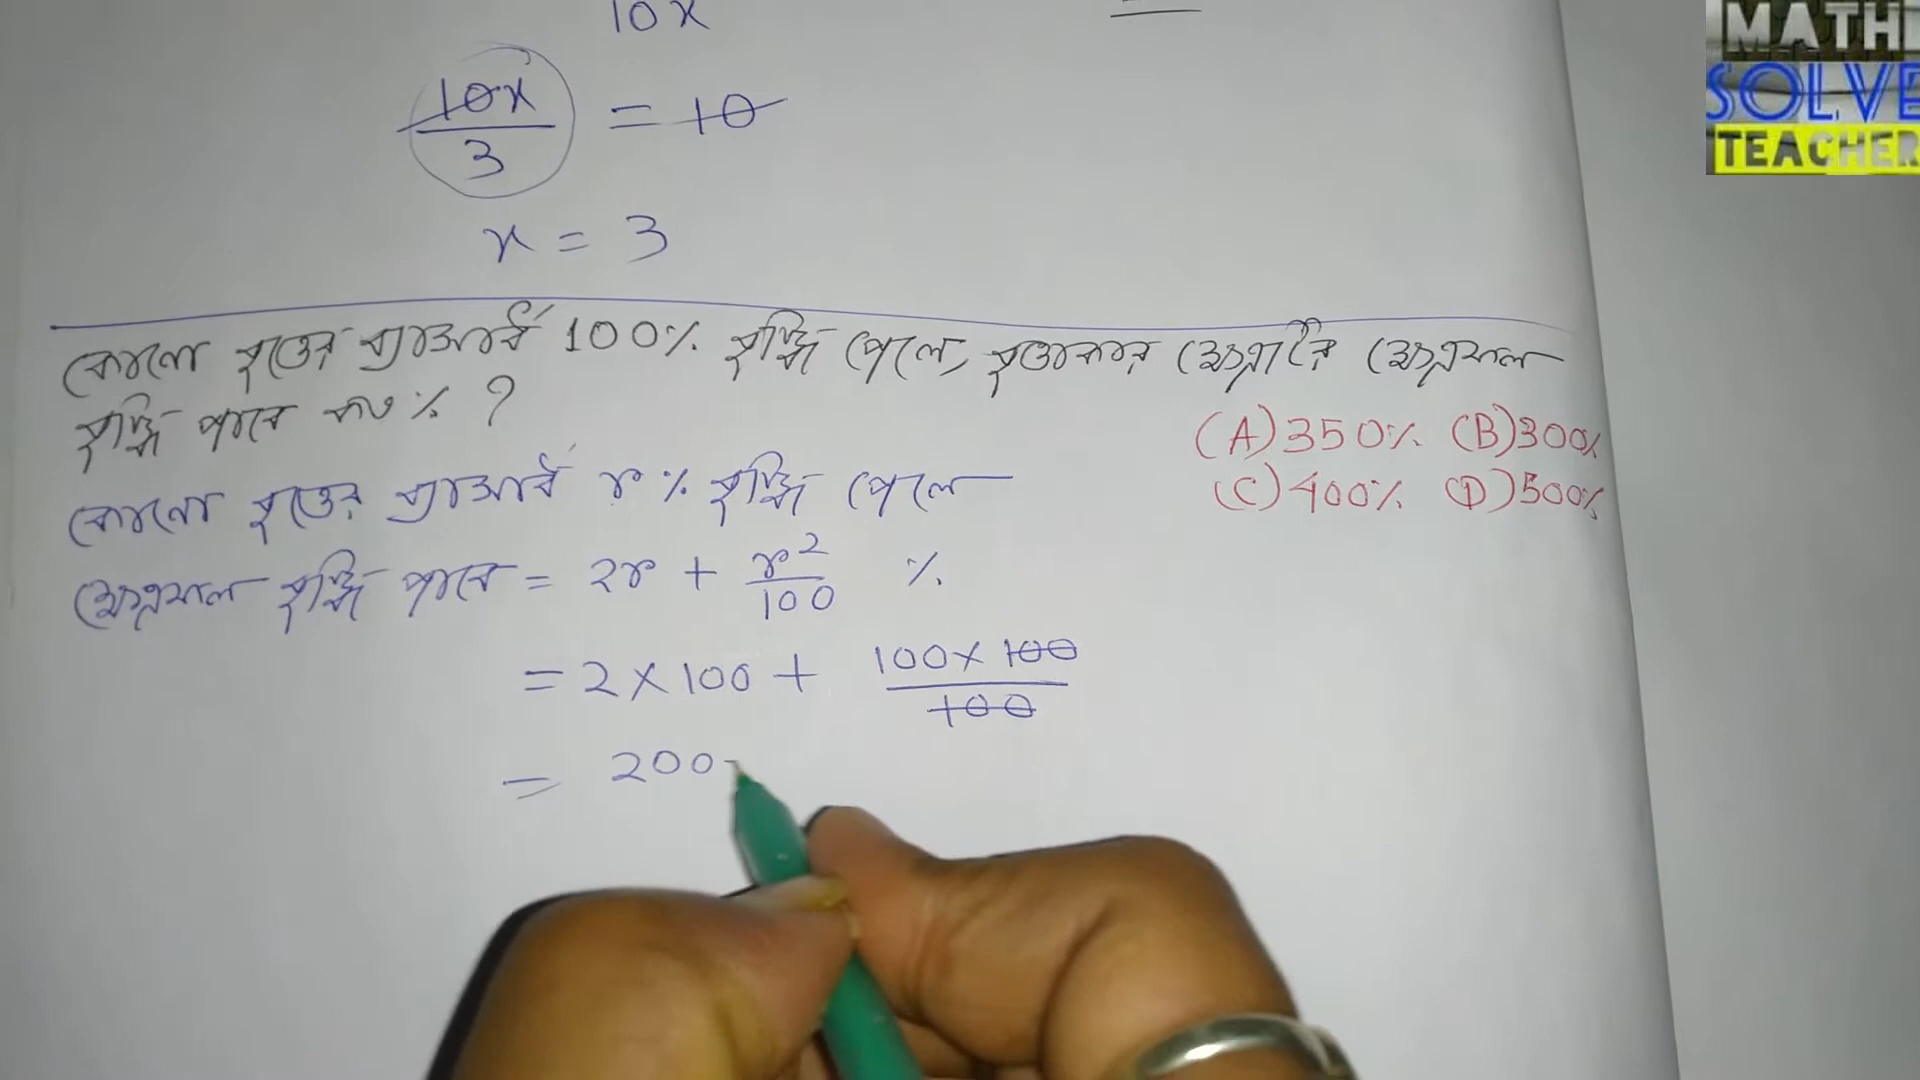 10x
10x
MATH
SOLVE
TEACHER
10x/3 = 10
x = 3
কোনো বৃত্তের ব্যাসার্ধ 100% বৃদ্ধি পেলে, বৃত্তাকার ক্ষেত্রটির ক্ষেত্রফল
বৃদ্ধি পাবে কত % ?
(A) 350% (B) 300%
(C) 400% (D) 500%
কোনো বৃত্তের ব্যাসার্ধ r % বৃদ্ধি পেলে
ক্ষেত্রফল বৃদ্ধি পাবে = 2r + r²/100 %
= 2 × 100 + 100 × 100/100
= 200